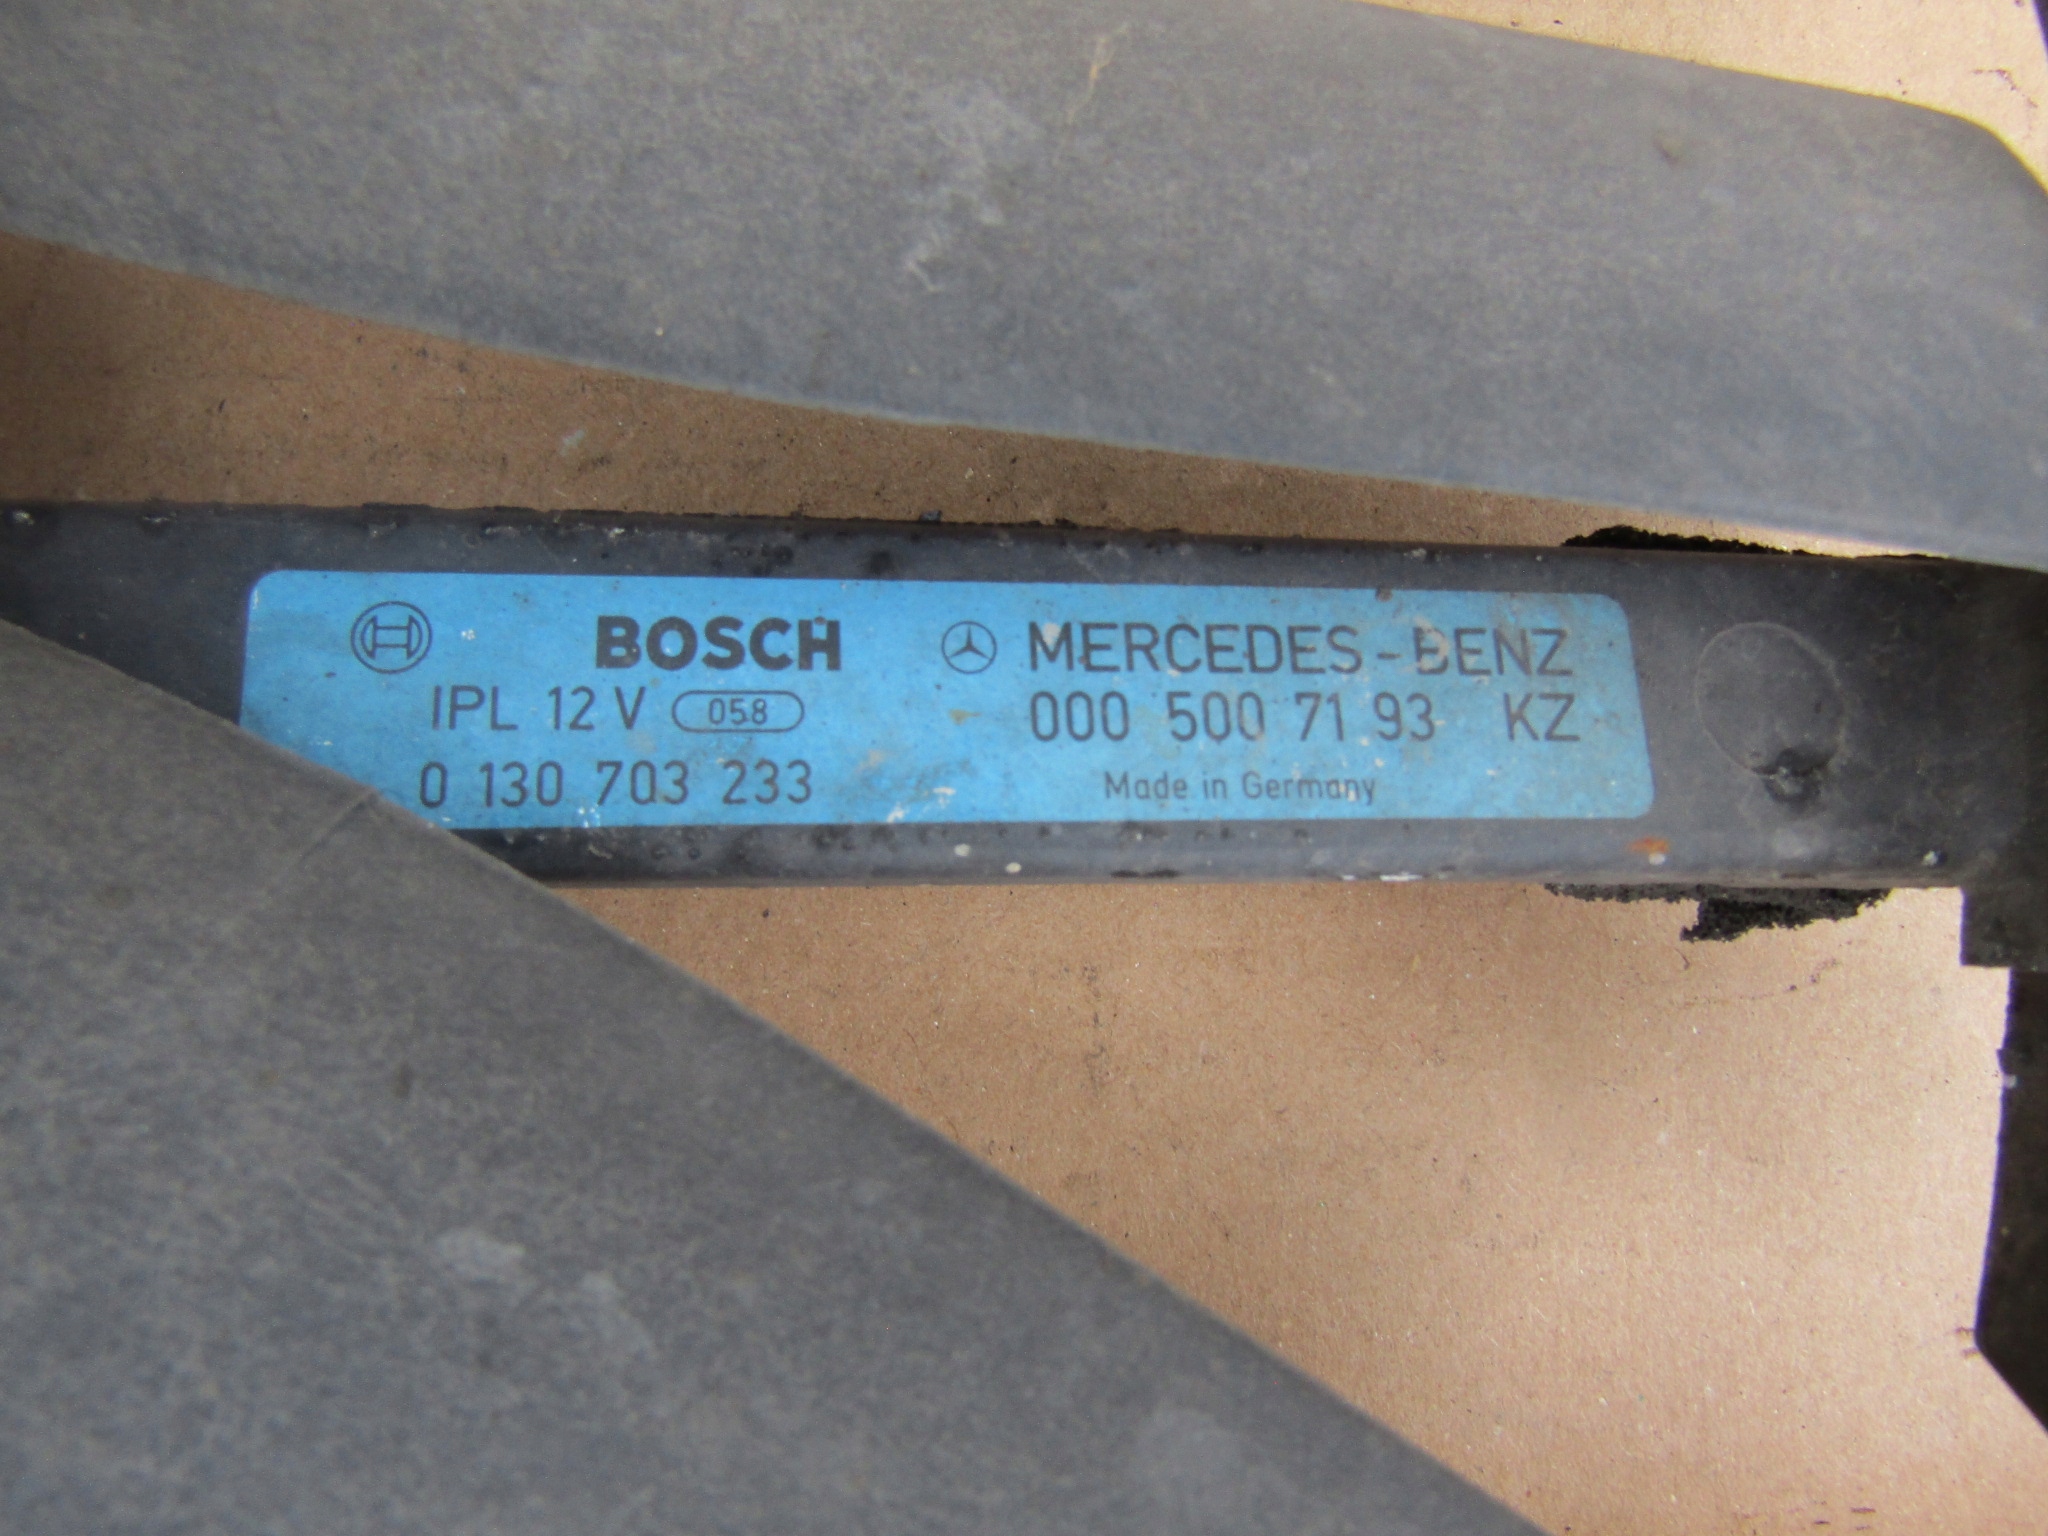 BOSCH MERCEDES-BENZ
IPL 12 V 058 000 500 71 93 KZ
0 130 703 233 Made in Germany